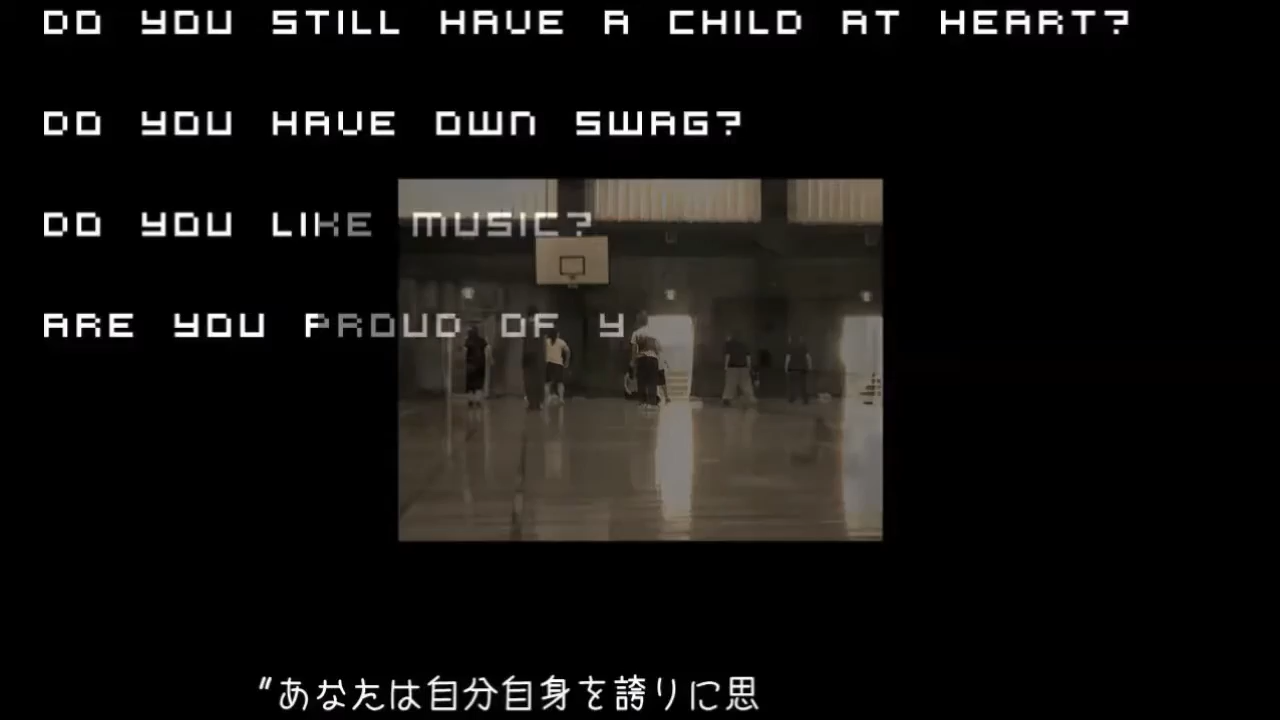 DO YOU STILL HAVE A CHILD AT HEART?
DO YOU HAVE OWN SWAG?
DO YOU LIKE MUSIC?
ARE YOU PROUD OF Y
"あなたは自分自身を誇りに思